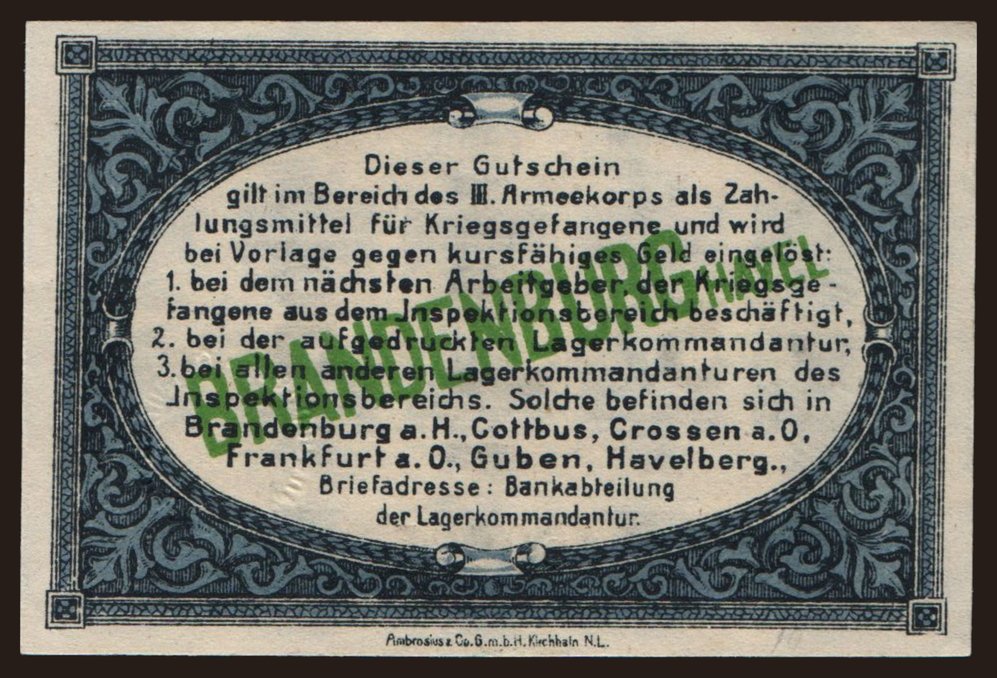 Dieser Gutschein
gilt im Bereich des III. Armeekorps als Zah-
lungsmittel für Kriegsgefangene und wird
bei Vorlage gegen kursfähiges Geld eingelöst:
1. bei dem nächsten Arbeitgeber der Kriegsge-
fangene aus dem Inspektionsbereich beschäftigt,
2. bei der aufgedruckten Lagerkommandantur,
3. bei allen anderen Lagerkommandanturen des
Inspektionsbereichs. Solche befinden sich in
Brandenburg a. H., Cottbus, Crossen a. O,
Frankfurt a. O., Guben, Havelberg.,
Briefadresse: Bankabteilung
der Lagerkommandantur.
BRANDENBURG HAVEL
Ambrosius & Co. G.m.b.H. Kirchhain N.L.